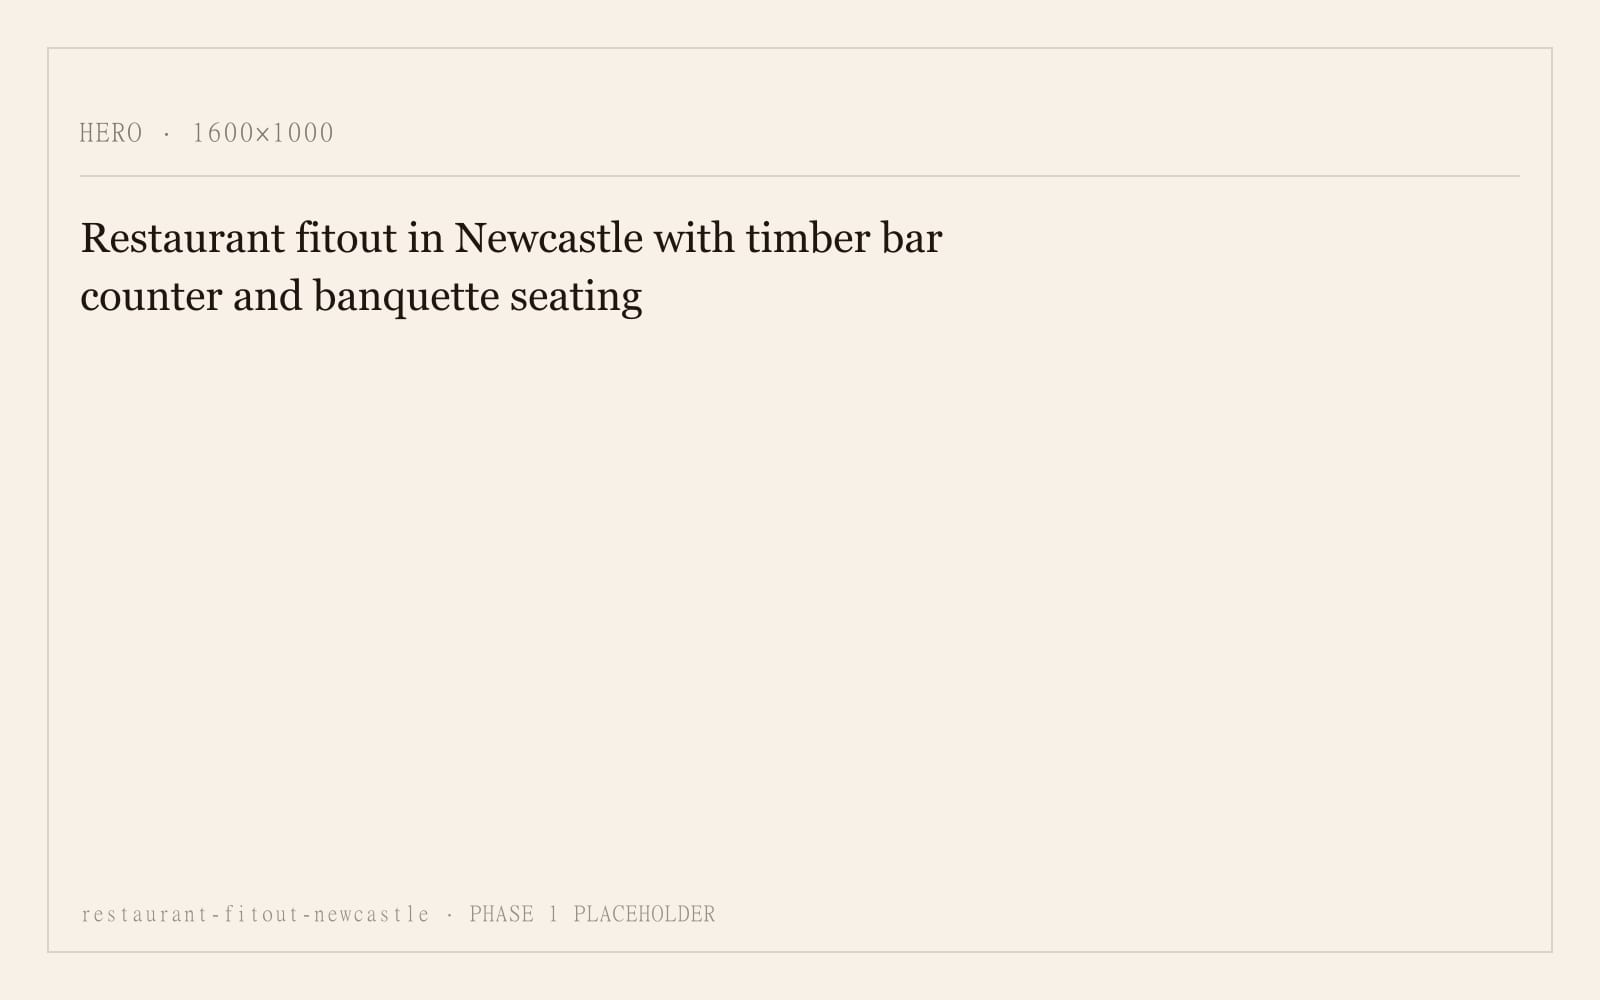 HERO · 1600×1000
Restaurant fitout in Newcastle with timber bar
counter and banquette seating
restaurant-fitout-newcastle · PHASE 1 PLACEHOLDER